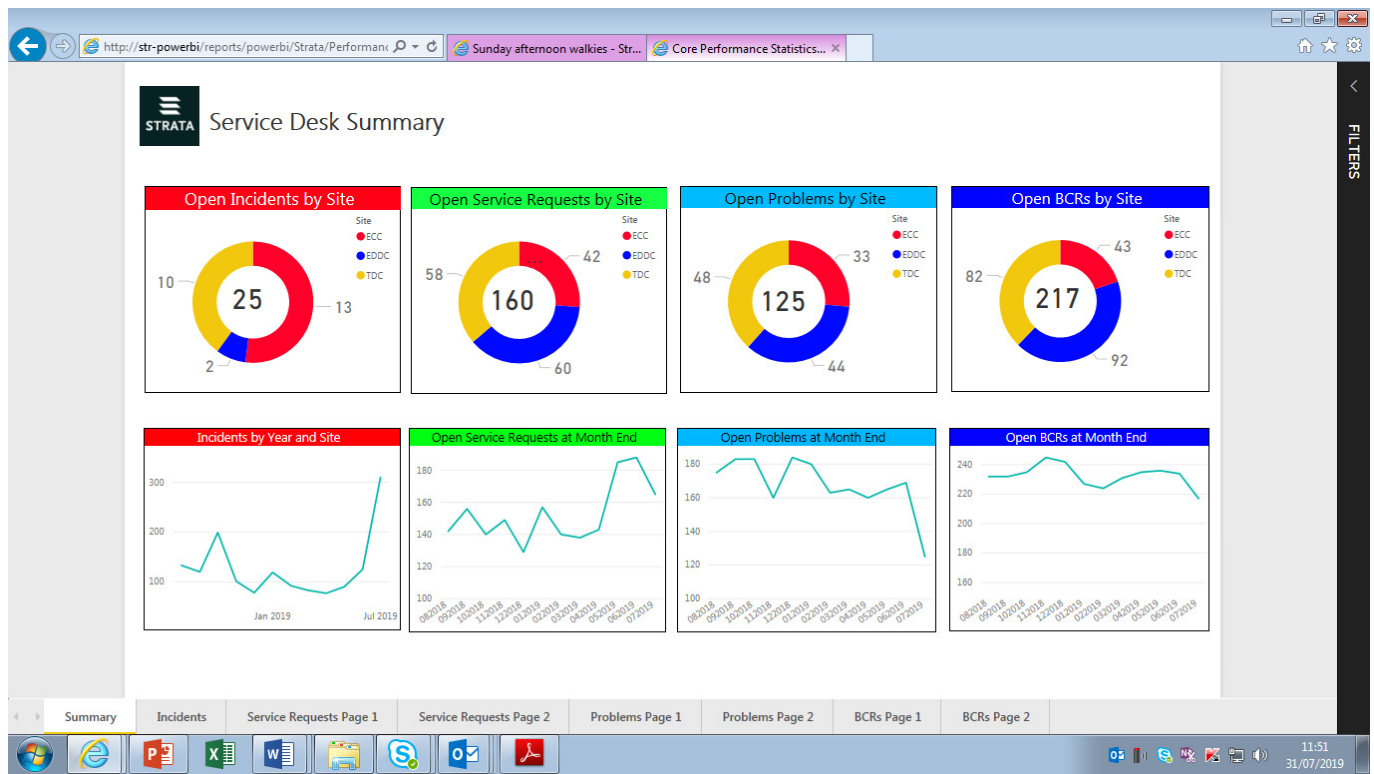 http://str-powerbi/reports/powerbi/Strata/Performanc
Sunday afternoon walkies - Str...
Core Performance Statistics...
FILTERS
STRATA
Service Desk Summary
Open Incidents by Site
Site
ECC
EDDC
TDC
10
25
13
2
Open Service Requests by Site
Site
ECC
EDDC
TDC
...
42
58
160
60
Open Problems by Site
Site
ECC
EDDC
TDC
33
48
125
44
Open BCRs by Site
Site
ECC
EDDC
TDC
43
82
217
92
Incidents by Year and Site
300
200
100
Jan 2019
Jul 2019
Open Service Requests at Month End
180
160
140
120
100
082018 092018 102018 112018 122018 012019 022019 032019 042019 052019 062019 072019
Open Problems at Month End
180
160
140
120
100
082018 092018 102018 112018 122018 012019 022019 032019 042019 052019 062019 072019
Open BCRs at Month End
240
220
200
180
160
082018 092018 102018 112018 122018 012019 022019 032019 042019 052019 062019 072019
Summary
Incidents
Service Requests Page 1
Service Requests Page 2
Problems Page 1
Problems Page 2
BCRs Page 1
BCRs Page 2
11:51
31/07/2019